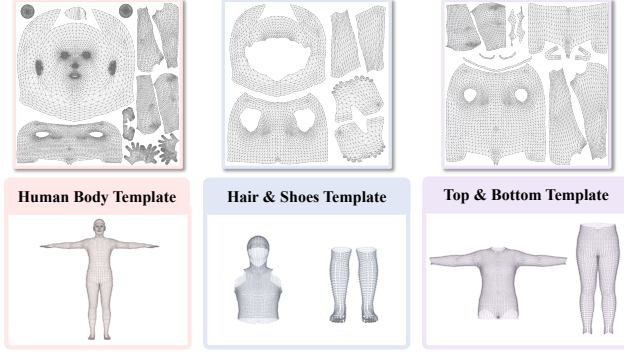 Human Body Template
Hair & Shoes Template
Top & Bottom Template